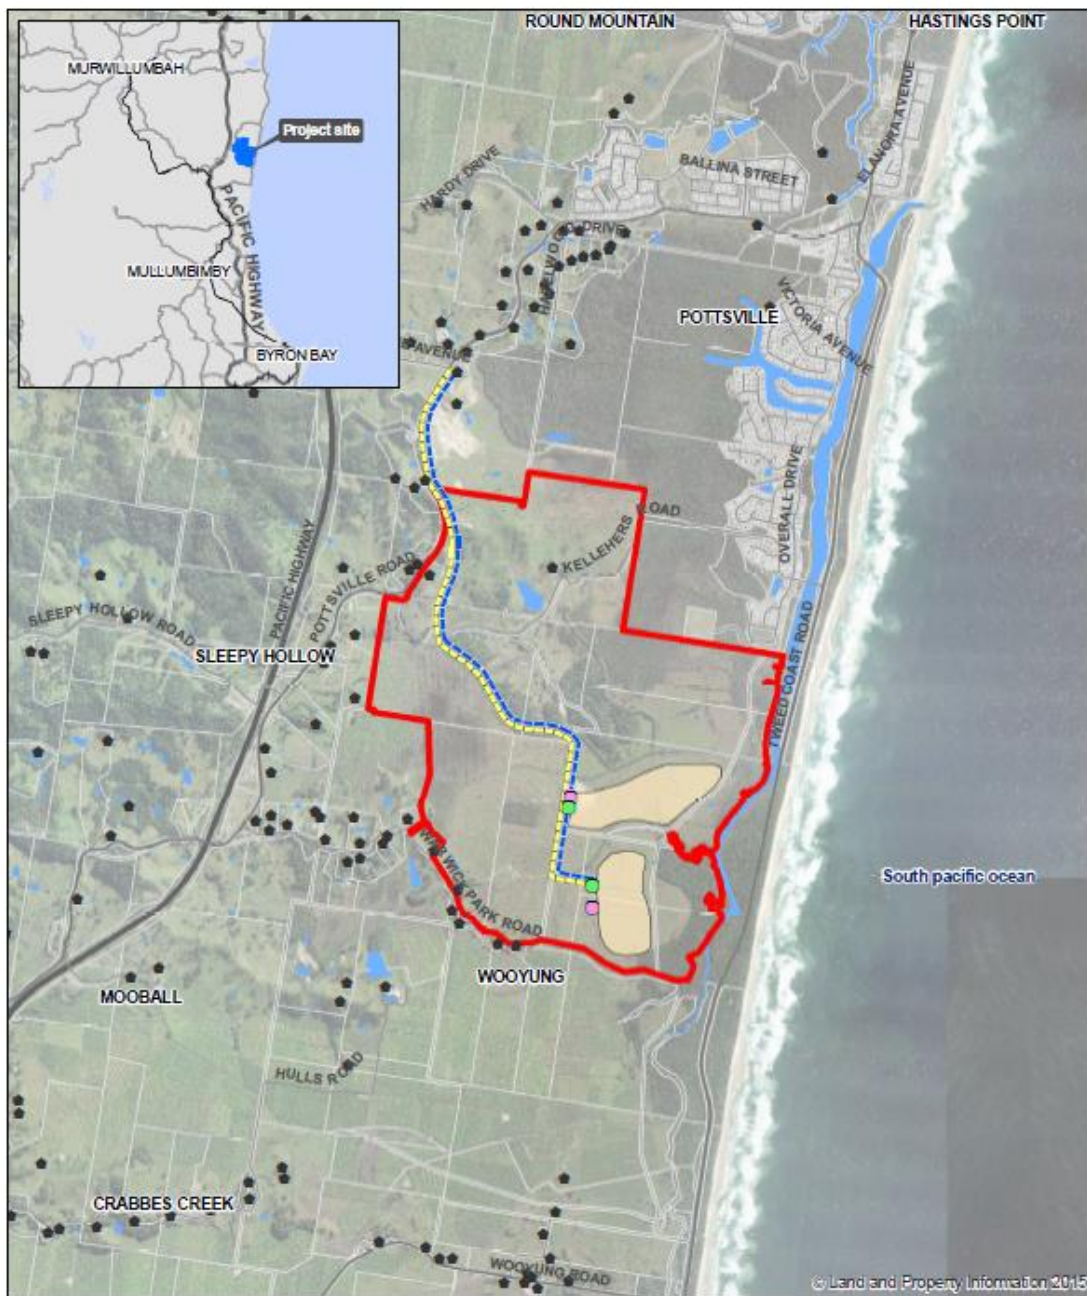 ROUND MOUNTAIN
HASTINGS POINT
MURWILLUMBAH
Project site
PACIFIC HIGHWAY
MULLUMBIMBY
BYRON BAY
HARDY DRIVE
BALLINA STREET
ELANORA AVENUE
DRIVE
POTTSVILLE
VICTORIA AVENUE
AVENUE
OVERALL DRIVE
KELLEHERS ROAD
PACIFIC HIGHWAY
POTTSVILLE ROAD
SLEEPY HOLLOW ROAD
SLEEPY HOLLOW
TWEED COAST ROAD
WARWICK PARK ROAD
South pacific ocean
WOOYUNG
MOOBALL
HULLS ROAD
CRABBES CREEK
WOOYUNG ROAD
© Land and Property Information 2015